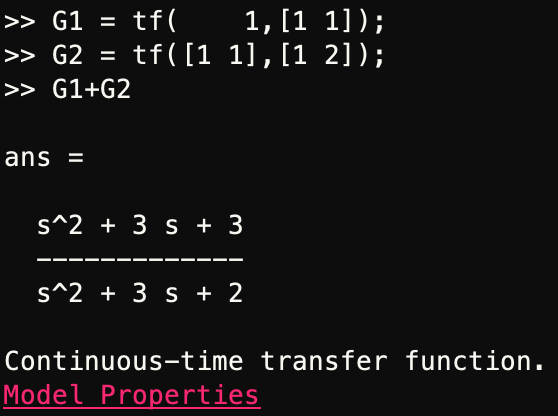 >> G1 = tf(    1,[1 1]);
>> G2 = tf([1 1],[1 2]);
>> G1+G2
ans =
s^2 + 3 s + 3
-------------
s^2 + 3 s + 2
Continuous-time transfer function.
Model Properties